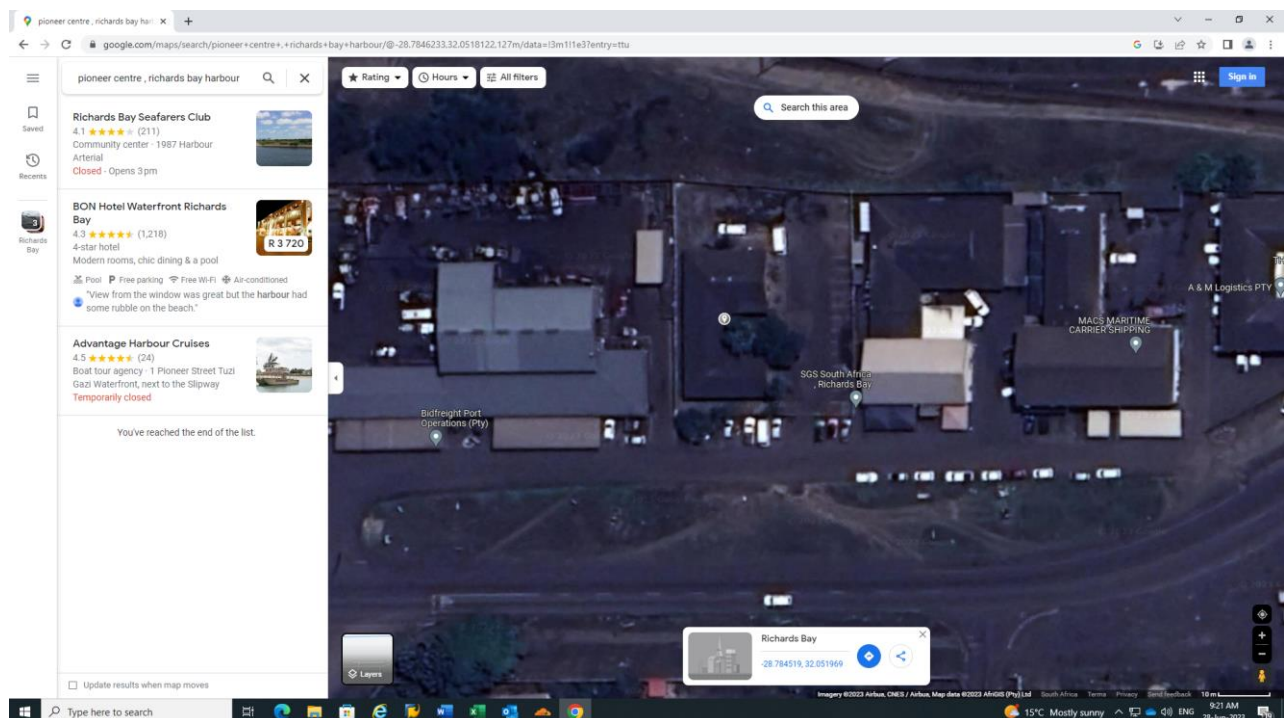 pioneer centre , richards bay har
google.com/maps/search/pioneer+centre+,+richards+bay+harbour/@-28.7846233,32.0518122,127m/data=!3m1!1e3?entry=ttu
pioneer centre , richards bay harbour
Rating
Hours
All filters
Sign in
Search this area
Saved
Recents
3
Richards
Bay
Richards Bay Seafarers Club
4.1 ★★★★★ (211)
Community center · 1987 Harbour
Arterial
Closed · Opens 3 pm
BON Hotel Waterfront Richards
Bay
4.3 ★★★★★ (1,218)
4-star hotel
Modern rooms, chic dining & a pool
R 3 720
Pool P Free parking Free Wi-Fi Air-conditioned
"View from the window was great but the harbour had
some rubble on the beach."
Advantage Harbour Cruises
4.5 ★★★★★ (24)
Boat tour agency · 1 Pioneer Street Tuzi
Gazi Waterfront, next to the Slipway
Temporarily closed
You've reached the end of the list.
Update results when map moves
A & M Logistics PTY
MACS MARITIME
CARRIER SHIPPING
SGS South Africa
, Richards Bay
Bidfreight Port
Operations (Pty)
Layers
Richards Bay
-28.784519, 32.051969
Imagery ©2023 Airbus, CNES / Airbus, Map data ©2023 AfriGIS (Pty) Ltd South Africa Terms Privacy Send feedback 10 m
Type here to search
15°C Mostly sunny ENG
9:21 AM
28-Jun-2023